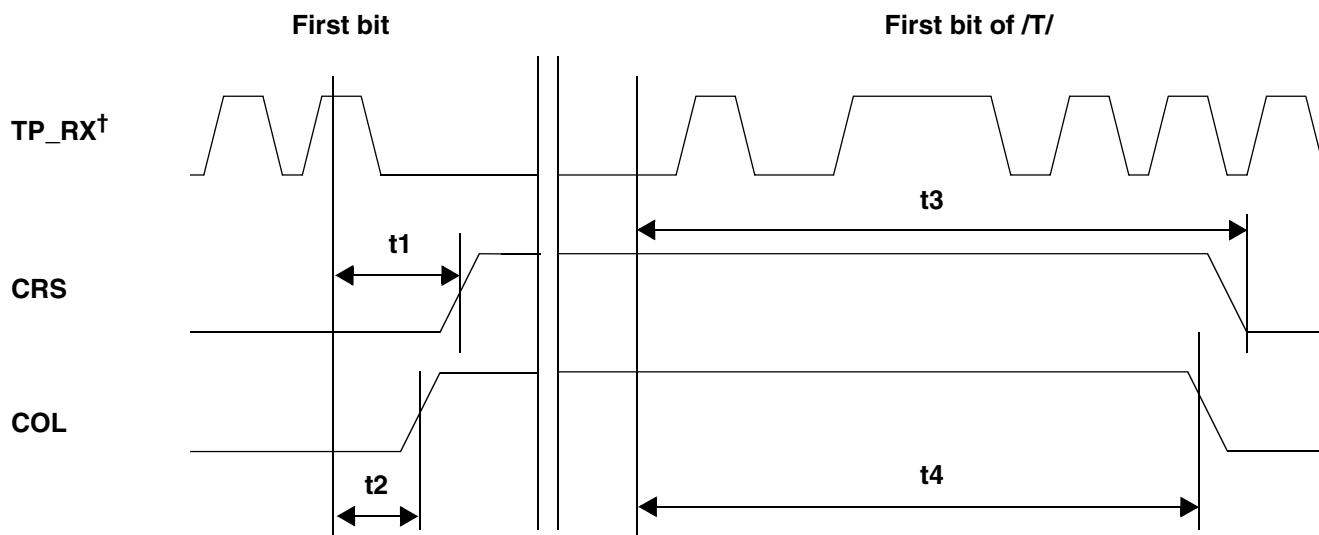 First bit
First bit of /T/
TP_RX†
t3
t1
CRS
COL
t4
t2